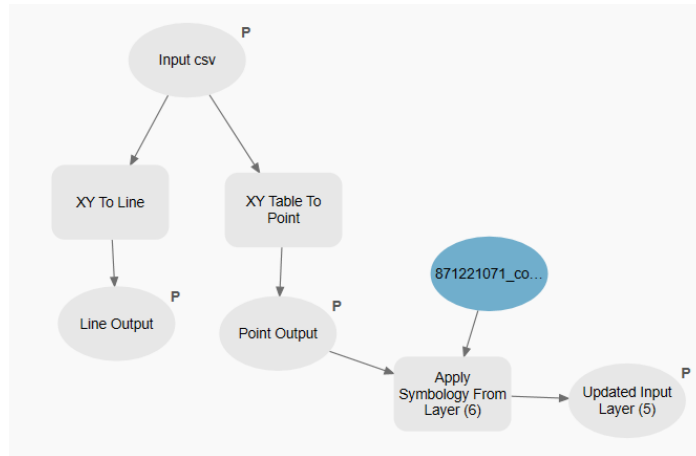 P
Input csv
XY To Line
XY Table To
Point
871221071_co...
P
Line Output
P
Point Output
Apply
Symbology From
Layer (6)
P
Updated Input
Layer (5)